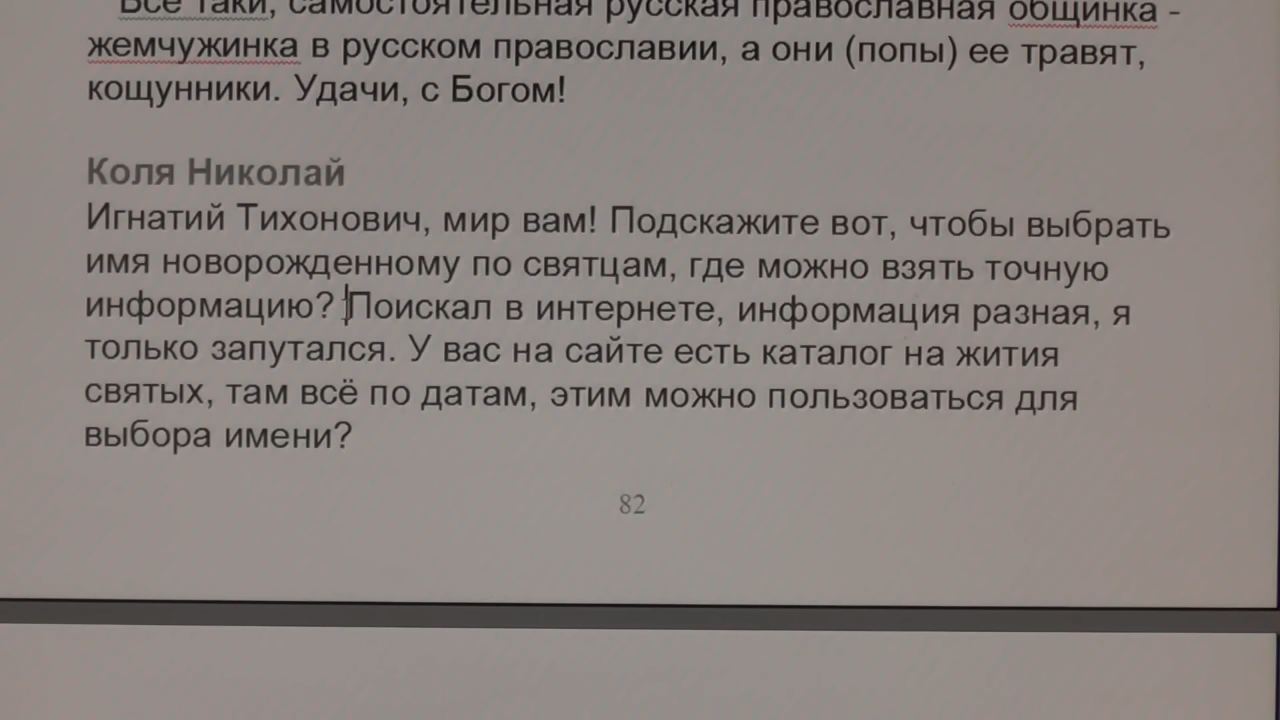 Все таки, самостоятельная русская православная общинка -
жемчужинка в русском православии, а они (попы) ее травят,
кощунники. Удачи, с Богом!
Коля Николай
Игнатий Тихонович, мир вам! Подскажите вот, чтобы выбрать
имя новорожденному по святцам, где можно взять точную
информацию? Поискал в интернете, информация разная, я
только запутался. У вас на сайте есть каталог на жития
святых, там всё по датам, этим можно пользоваться для
выбора имени?
82